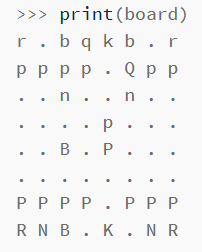 >>> print(board)
r . b q k b . r
p p p p . Q p p
. . n . . n . .
. . . . p . . .
. . B . P . . .
. . . . . . . .
P P P P . P P P
R N B . K . N R